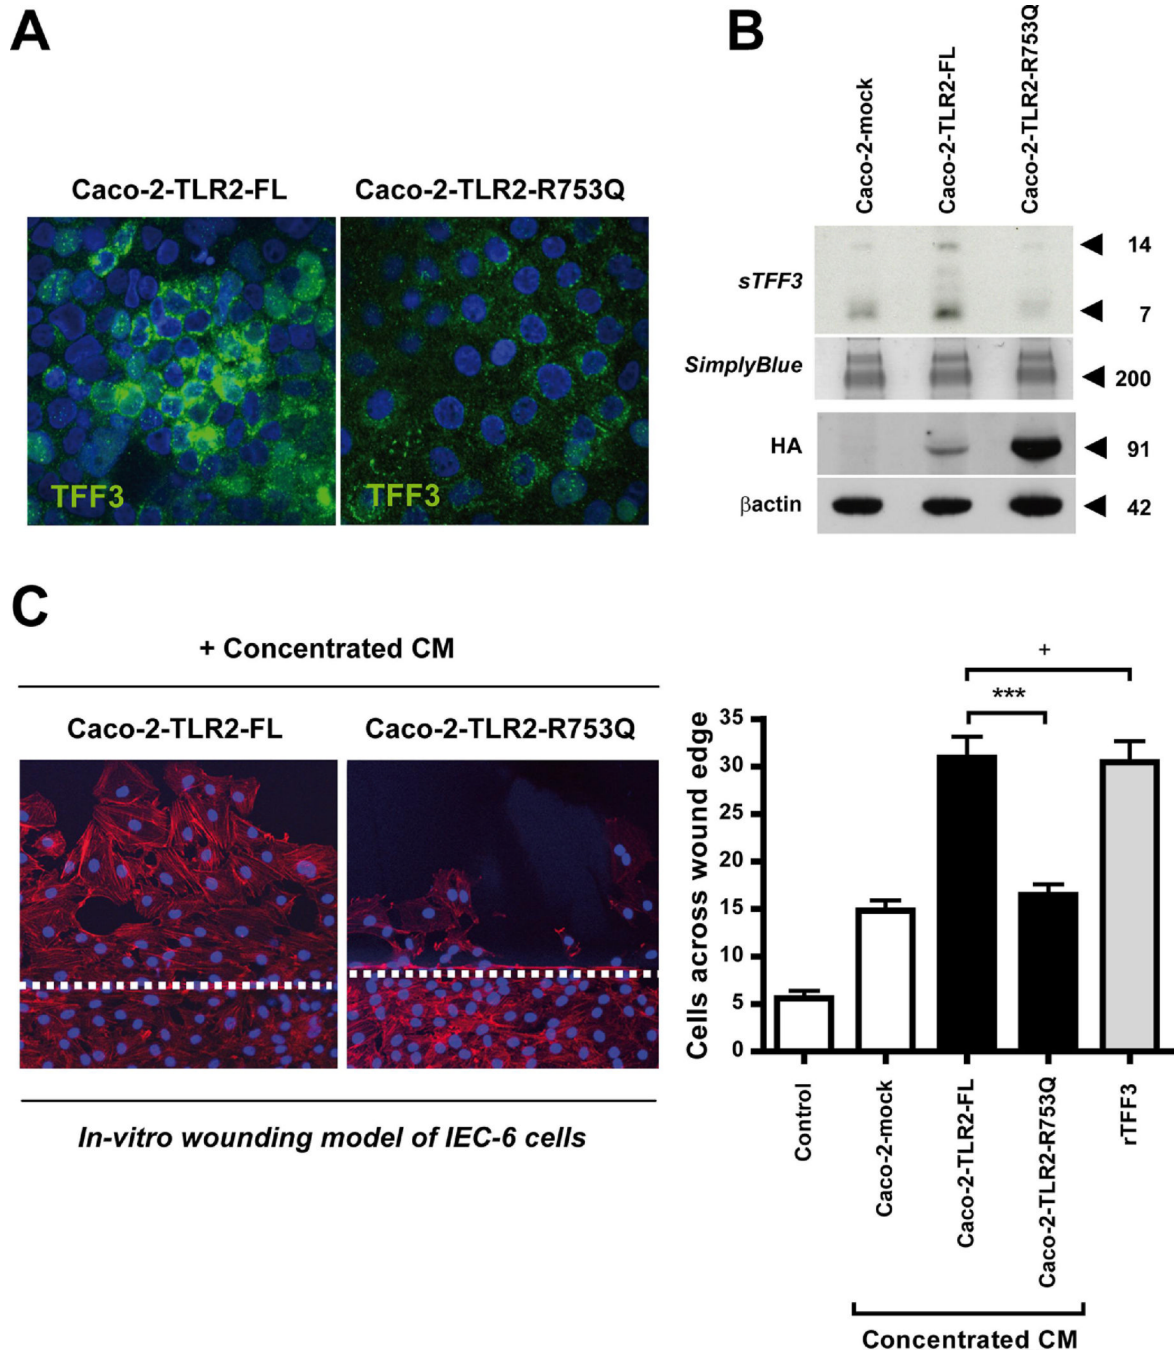 A
Caco-2-TLR2-FL
Caco-2-TLR2-R753Q
TFF3
TFF3
B
Caco-2-mock
Caco-2-TLR2-FL
Caco-2-TLR2-R753Q
sTFF3
14
7
SimplyBlue
200
HA
91
βactin
42
C
+ Concentrated CM
Caco-2-TLR2-FL
Caco-2-TLR2-R753Q
In-vitro wounding model of IEC-6 cells
+
***
Cells across wound edge
35
30
25
20
15
10
5
0
Control
Caco-2-mock
Caco-2-TLR2-FL
Caco-2-TLR2-R753Q
rTFF3
Concentrated CM